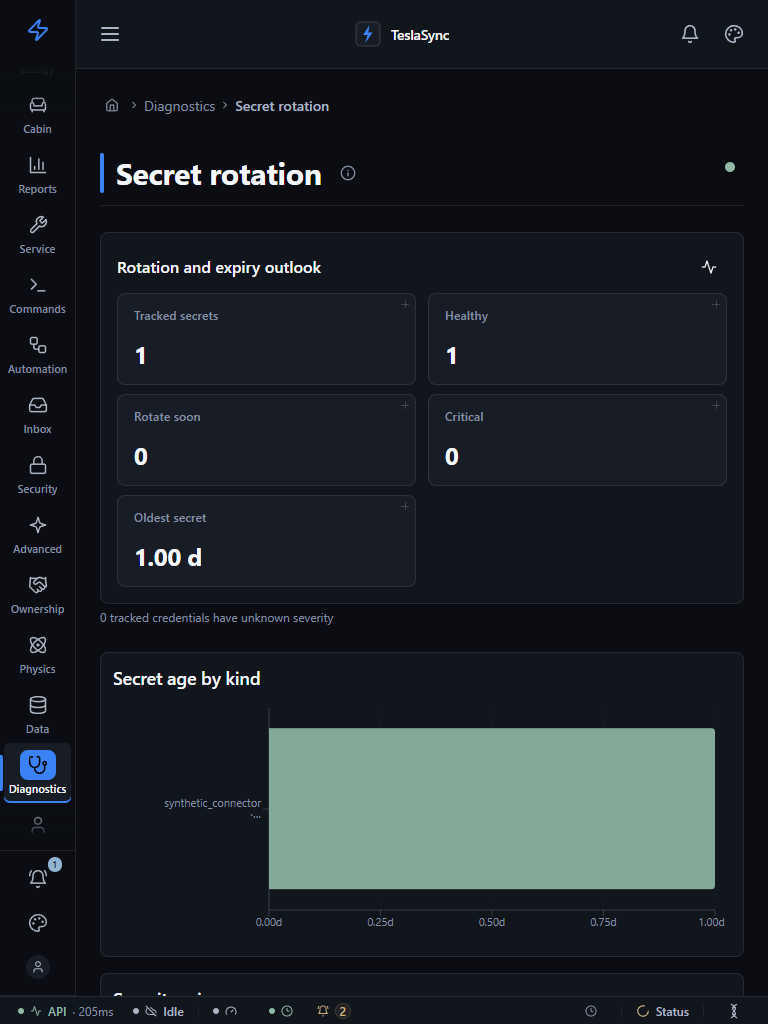 TeslaSync
Energy
Cabin
Reports
Service
Commands
Automation
Inbox
Security
Advanced
Ownership
Physics
Data
Diagnostics
1
Diagnostics
Secret rotation
Secret rotation
Rotation and expiry outlook
Tracked secrets
1
Healthy
1
Rotate soon
0
Critical
0
Oldest secret
1.00 d
0 tracked credentials have unknown severity
Secret age by kind
synthetic_connector
·...
0.00d 0.25d 0.50d 0.75d 1.00d
API · 205ms
Idle
2
Status